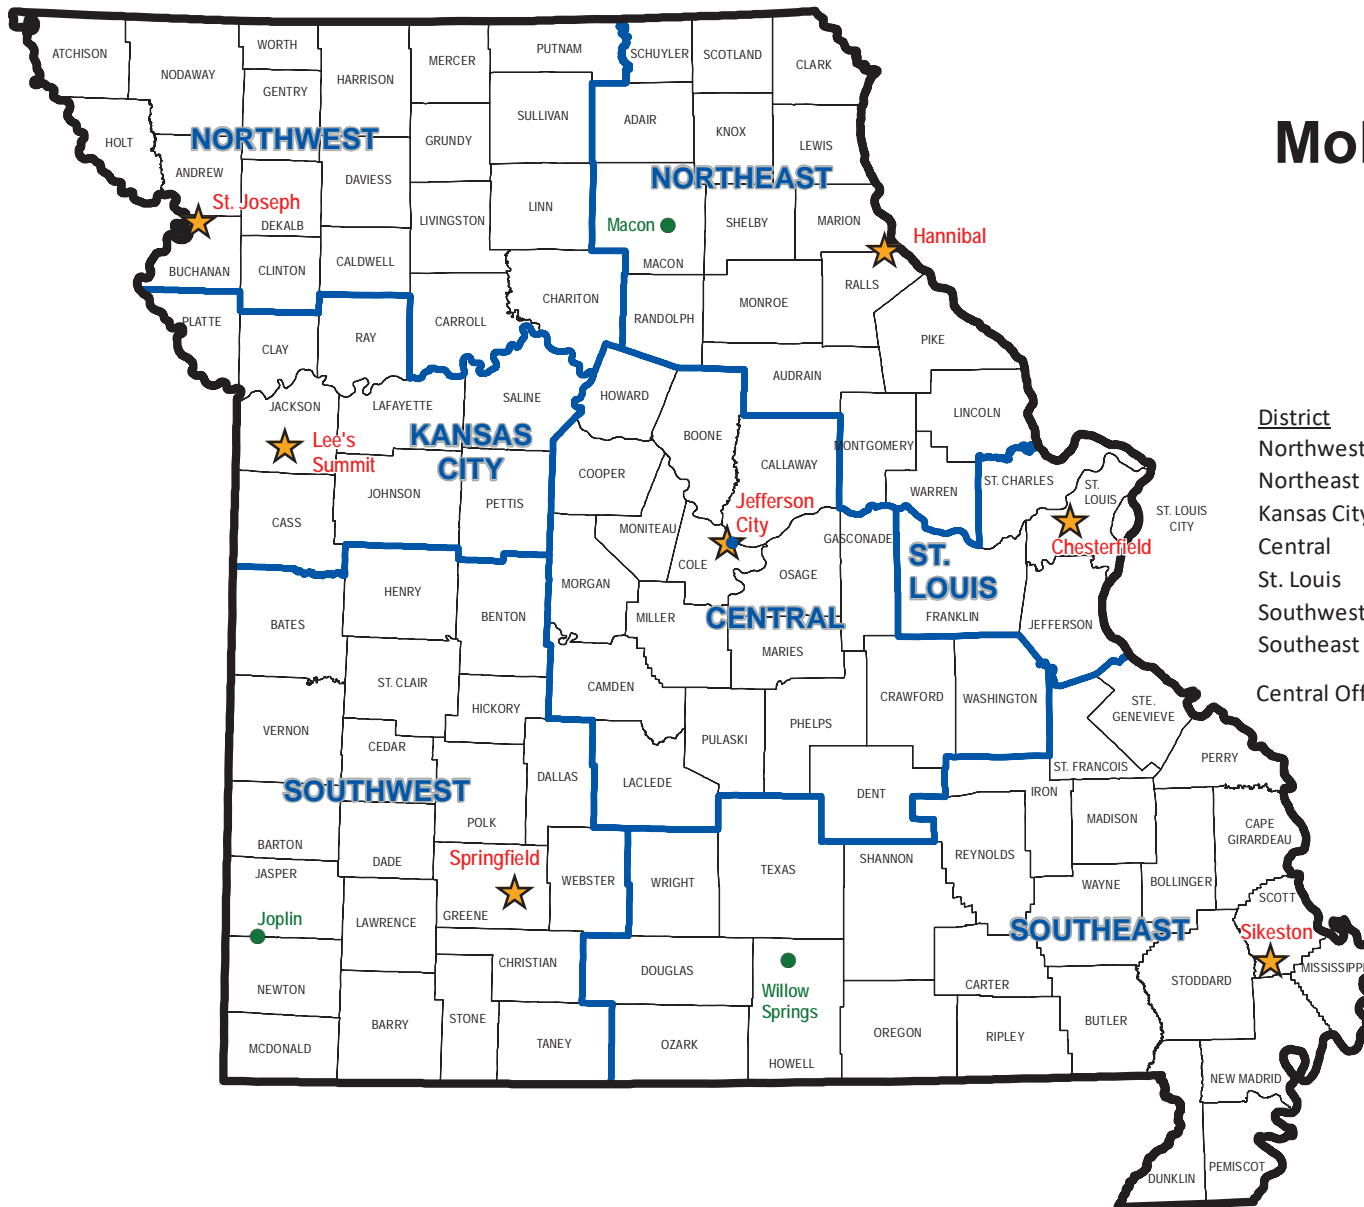 ATCHISON
NODAWAY
WORTH
GENTRY
HARRISON
MERCER
PUTNAM
SCHUYLER
SCOTLAND
CLARK
HOLT
NORTHWEST
ANDREW
DAVIESS
GRUNDY
SULLIVAN
ADAIR
KNOX
LEWIS
NORTHEAST
St. Joseph
DEKALB
LIVINGSTON
LINN
Macon
MACON
SHELBY
MARION
Hannibal
BUCHANAN
CLINTON
CALDWELL
CARROLL
CHARITON
RANDOLPH
MONROE
RALLS
PIKE
PLATTE
CLAY
RAY
AUDRAIN
JACKSON
LAFAYETTE
SALINE
HOWARD
BOONE
LINCOLN
Lee's
Summit
KANSAS
CITY
MONTGOMERY
CALLAWAY
COOPER
WARREN
ST. CHARLES
ST.
LOUIS
ST. LOUIS
CITY
CASS
JOHNSON
PETTIS
MONITEAU
Jefferson
City
COLE
GASCONADE
Chesterfield
ST.
LOUIS
HENRY
MORGAN
OSAGE
BATES
BENTON
MILLER
CENTRAL
FRANKLIN
JEFFERSON
MARIES
ST. CLAIR
CAMDEN
HICKORY
CRAWFORD
WASHINGTON
STE.
GENEVIEVE
VERNON
CEDAR
PULASKI
PHELPS
PERRY
SOUTHWEST
DALLAS
LACLEDE
DENT
ST. FRANCOIS
IRON
MADISON
CAPE
GIRARDEAU
BARTON
POLK
DADE
JASPER
Springfield
WEBSTER
WRIGHT
TEXAS
SHANNON
REYNOLDS
WAYNE
BOLLINGER
SCOTT
Joplin
LAWRENCE
GREENE
SOUTHEAST
Sikeston
NEWTON
CHRISTIAN
DOUGLAS
Willow
Springs
CARTER
STODDARD
MISSISSIPPI
MCDONALD
BARRY
STONE
TANEY
OZARK
HOWELL
OREGON
RIPLEY
BUTLER
NEW MADRID
DUNKLIN
PEMISCOT
District
Northwest
Northeast
Kansas City
Central
St. Louis
Southwest
Southeast
Central